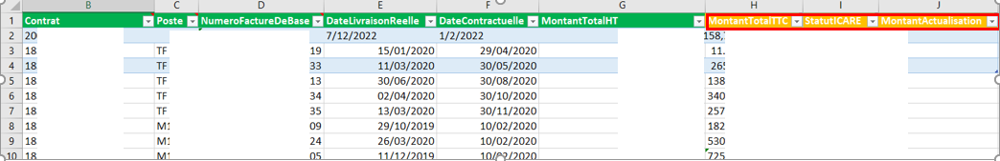 B C D E F G H I J
1 Contrat Poste NumeroFactureDeBase DateLivraisonReelle DateContractuelle MontantTotalHT MontantTotalTTC StatutICARE MontantActualisation
2 20 7/12/2022 1/2/2022 158,
3 18 TF 19 15/01/2020 29/04/2020 11.
4 18 TF 33 11/03/2020 30/05/2020 265
5 18 TF 13 30/06/2020 30/08/2020 138
6 18 TF 34 02/04/2020 30/10/2020 340
7 18 TF 35 13/03/2020 30/11/2020 257
8 18 M1 09 29/10/2019 10/02/2020 182
9 18 M1 24 26/03/2020 10/02/2020 530
10 18 M1 05 11/12/2019 10/02/2020 725